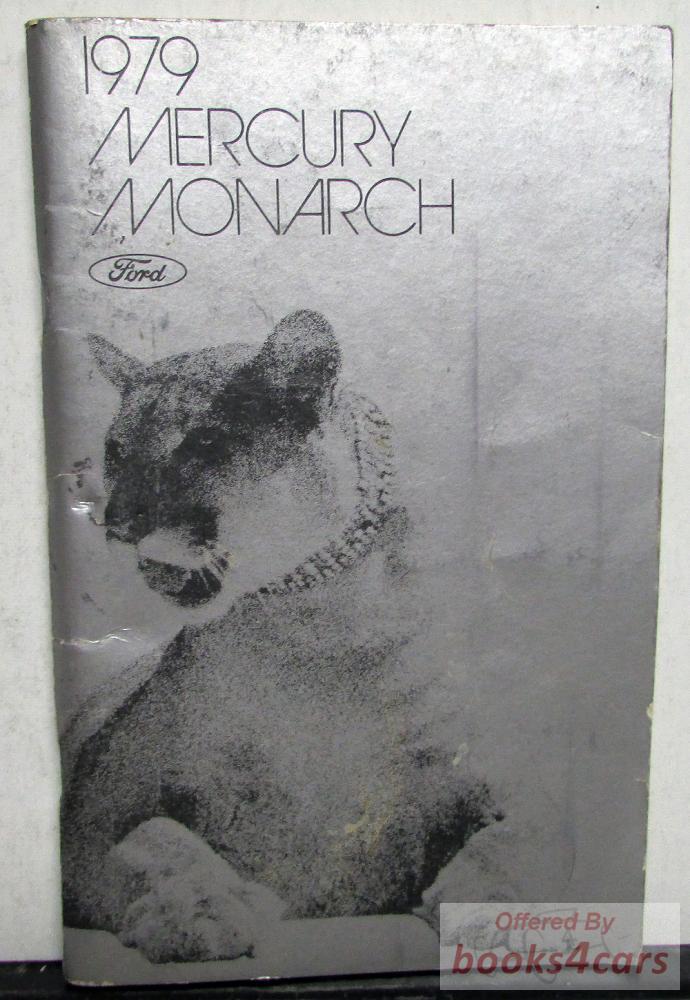 1979
MERCURY
MONARCH
Ford
Offered By
books4cars